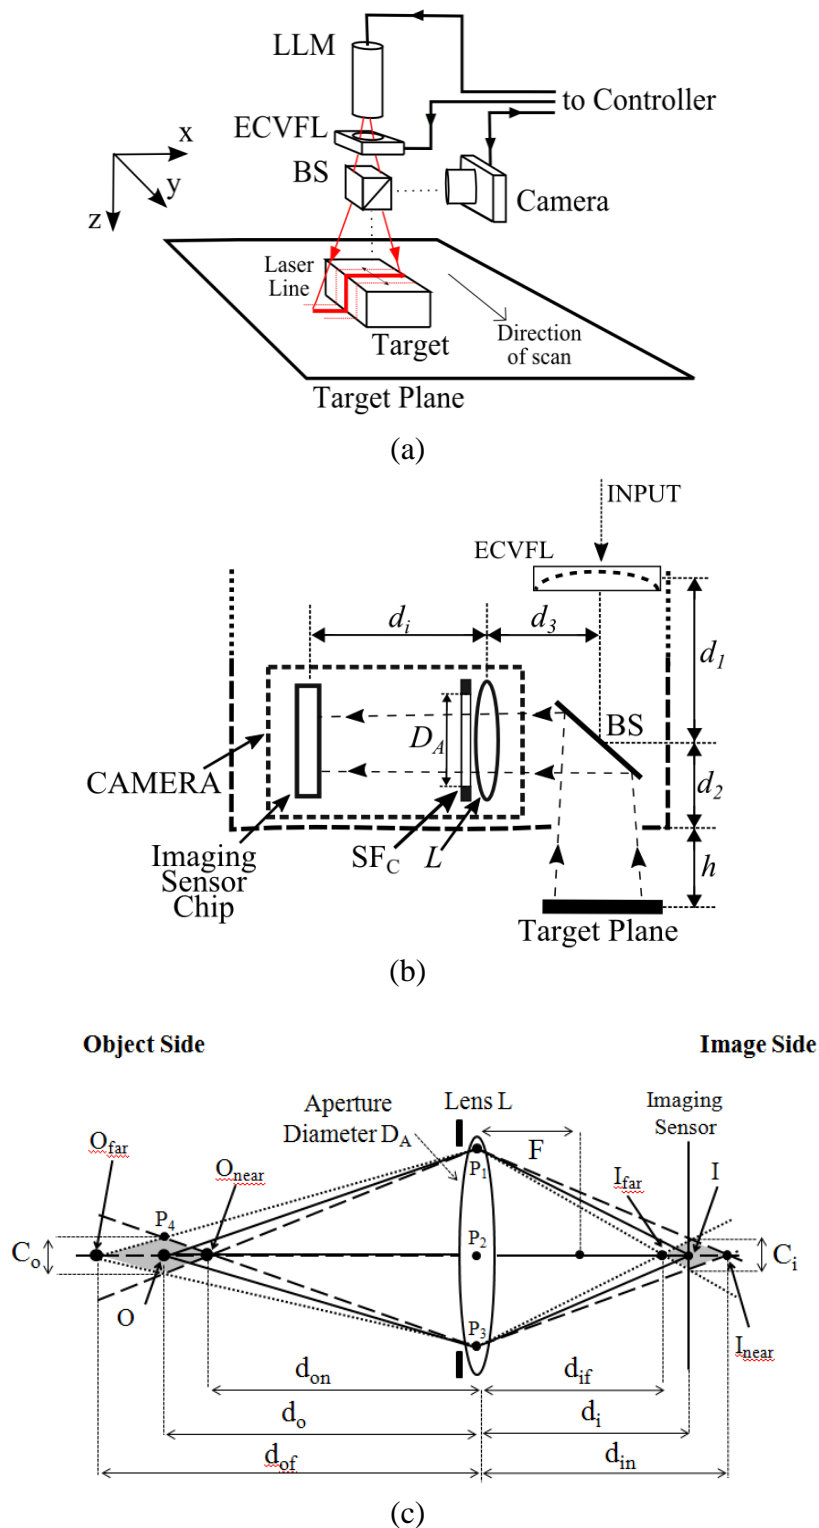 LLM
ECVFL
to Controller
BS
x
y
z
Camera
Laser
Line
Target
Direction
of scan
Target Plane
(a)
INPUT
ECVFL
d_i
d_3
d_1
BS
D_A
CAMERA
d_2
Imaging
Sensor
Chip
SF_C
L
h
Target Plane
(b)
Object Side
Image Side
Aperture
Diameter D_A
Lens L
Imaging
Sensor
F
O_far
O_near
P_1
I_far
I
P_4
C_o
P_2
C_i
O
P_3
I_near
d_on
d_if
d_o
d_i
d_of
d_in
(c)